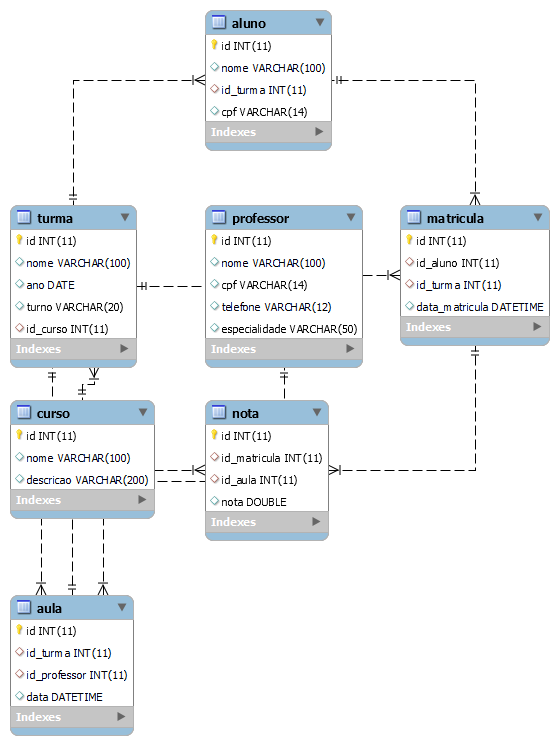 aluno
id INT(11)
nome VARCHAR(100)
id_turma INT(11)
cpf VARCHAR(14)
Indexes
turma
id INT(11)
nome VARCHAR(100)
ano DATE
turno VARCHAR(20)
id_curso INT(11)
Indexes
professor
id INT(11)
nome VARCHAR(100)
cpf VARCHAR(14)
telefone VARCHAR(12)
especialidade VARCHAR(50)
Indexes
matricula
id INT(11)
id_aluno INT(11)
id_turma INT(11)
data_matricula DATETIME
Indexes
curso
id INT(11)
nome VARCHAR(100)
descricao VARCHAR(200)
Indexes
nota
id INT(11)
id_matricula INT(11)
id_aula INT(11)
nota DOUBLE
Indexes
aula
id INT(11)
id_turma INT(11)
id_professor INT(11)
data DATETIME
Indexes